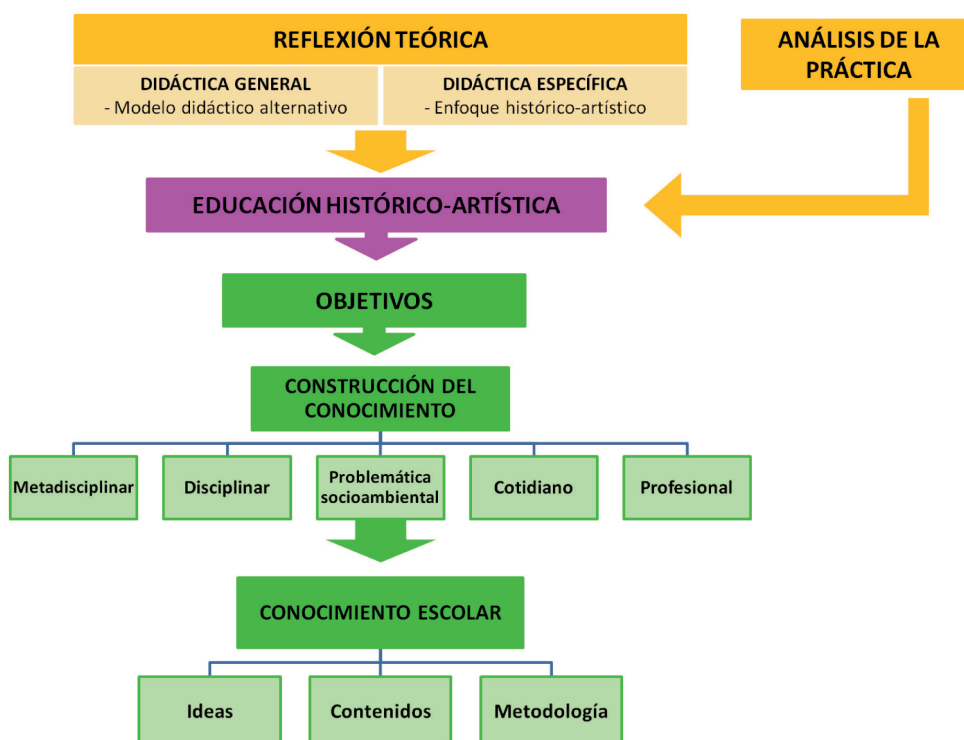 REFLEXIÓN TEÓRICA
DIDÁCTICA GENERAL
- Modelo didáctico alternativo
DIDÁCTICA ESPECÍFICA
- Enfoque histórico-artístico
ANÁLISIS DE LA
PRÁCTICA
EDUCACIÓN HISTÓRICO-ARTÍSTICA
OBJETIVOS
CONSTRUCCIÓN DEL
CONOCIMIENTO
Metadisciplinar
Disciplinar
Problemática
socioambiental
Cotidiano
Profesional
CONOCIMIENTO ESCOLAR
Ideas
Contenidos
Metodología